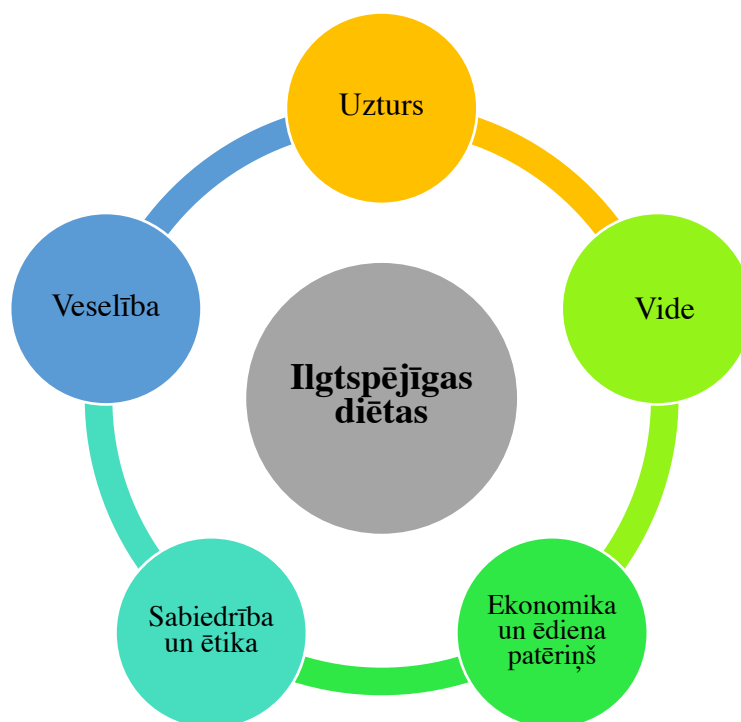 Uzturs
Vide
Ekonomika
un ēdiena
patēriņš
Sabiedrība
un ētika
Veselība
Ilgtspējīgas
diētas